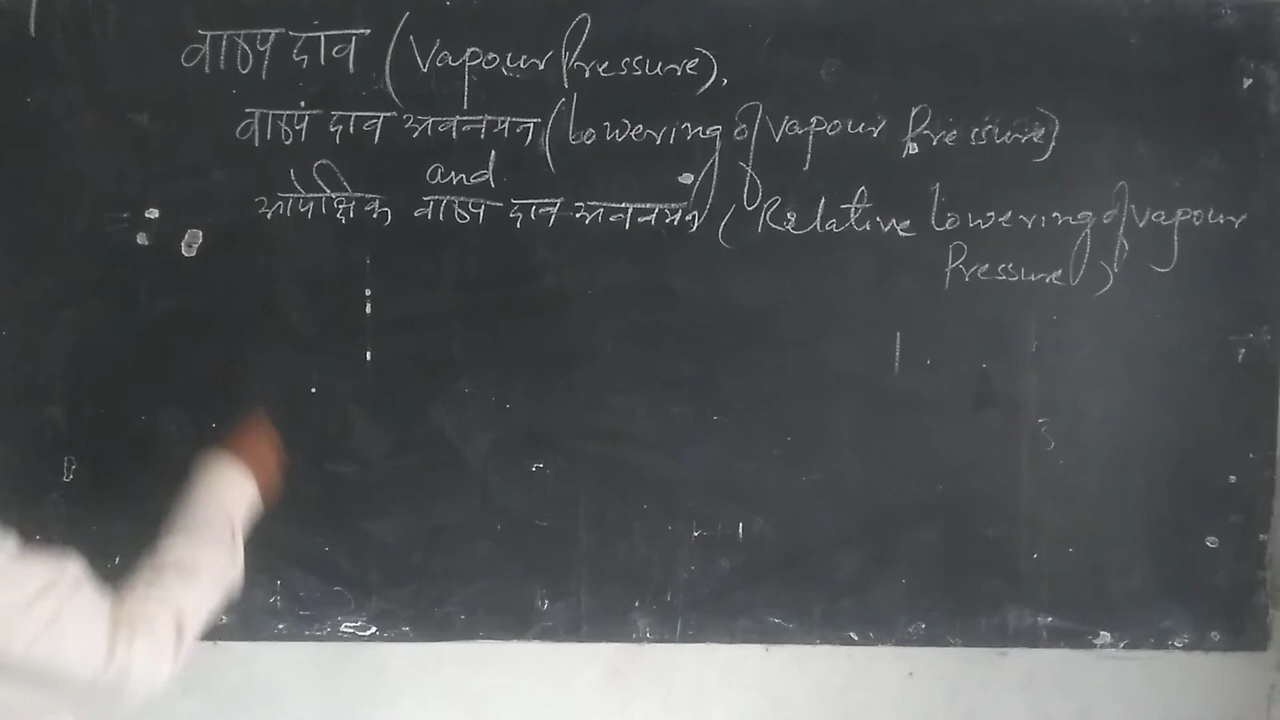 वाष्प दाव (Vapour Pressure),
वाष्प दाव अवनमन (Lowering of vapour Pressure)
and
आपेक्षिक वाष्प दाव अवनमन (Relative lowering of vapour
Pressure)